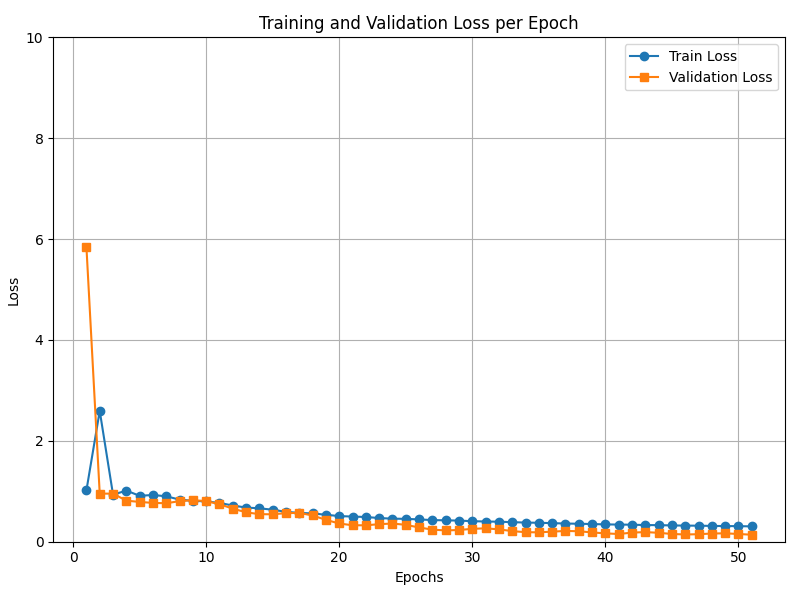 Training and Validation Loss per Epoch
Train Loss
Validation Loss
Loss
10
8
6
4
2
0
0 10 20 30 40 50
Epochs